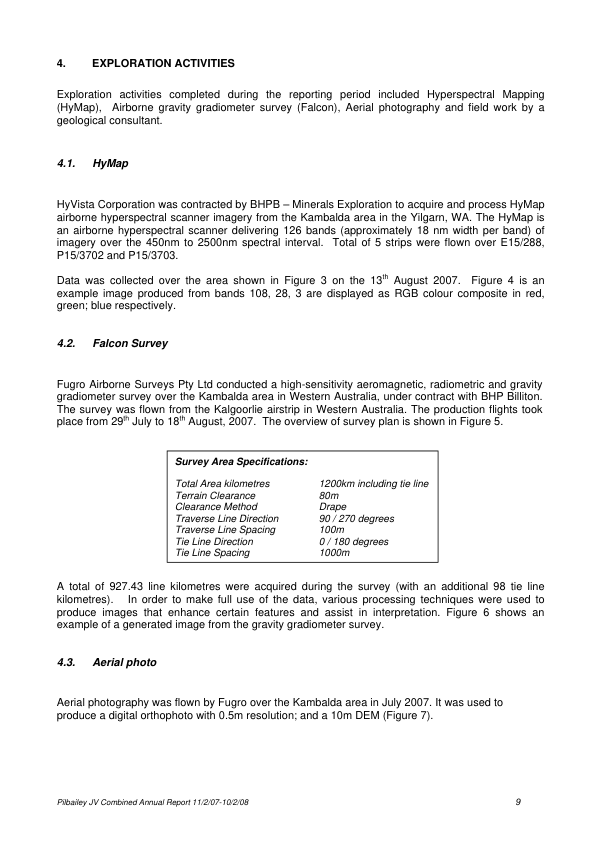 4. EXPLORATION ACTIVITIES
Exploration activities completed during the reporting period included Hyperspectral Mapping
(HyMap), Airborne gravity gradiometer survey (Falcon), Aerial photography and field work by a
geological consultant.
4.1. HyMap
HyVista Corporation was contracted by BHPB – Minerals Exploration to acquire and process HyMap
airborne hyperspectral scanner imagery from the Kambalda area in the Yilgarn, WA. The HyMap is
an airborne hyperspectral scanner delivering 126 bands (approximately 18 nm width per band) of
imagery over the 450nm to 2500nm spectral interval. Total of 5 strips were flown over E15/288,
P15/3702 and P15/3703.
Data was collected over the area shown in Figure 3 on the 13th August 2007. Figure 4 is an
example image produced from bands 108, 28, 3 are displayed as RGB colour composite in red,
green; blue respectively.
4.2. Falcon Survey
Fugro Airborne Surveys Pty Ltd conducted a high-sensitivity aeromagnetic, radiometric and gravity
gradiometer survey over the Kambalda area in Western Australia, under contract with BHP Billiton.
The survey was flown from the Kalgoorlie airstrip in Western Australia. The production flights took
place from 29th July to 18th August, 2007. The overview of survey plan is shown in Figure 5.
Survey Area Specifications:
Total Area kilometres 1200km including tie line
Terrain Clearance 80m
Clearance Method Drape
Traverse Line Direction 90 / 270 degrees
Traverse Line Spacing 100m
Tie Line Direction 0 / 180 degrees
Tie Line Spacing 1000m
A total of 927.43 line kilometres were acquired during the survey (with an additional 98 tie line
kilometres). In order to make full use of the data, various processing techniques were used to
produce images that enhance certain features and assist in interpretation. Figure 6 shows an
example of a generated image from the gravity gradiometer survey.
4.3. Aerial photo
Aerial photography was flown by Fugro over the Kambalda area in July 2007. It was used to
produce a digital orthophoto with 0.5m resolution; and a 10m DEM (Figure 7).
Pilbailey JV Combined Annual Report 11/2/07-10/2/08 9